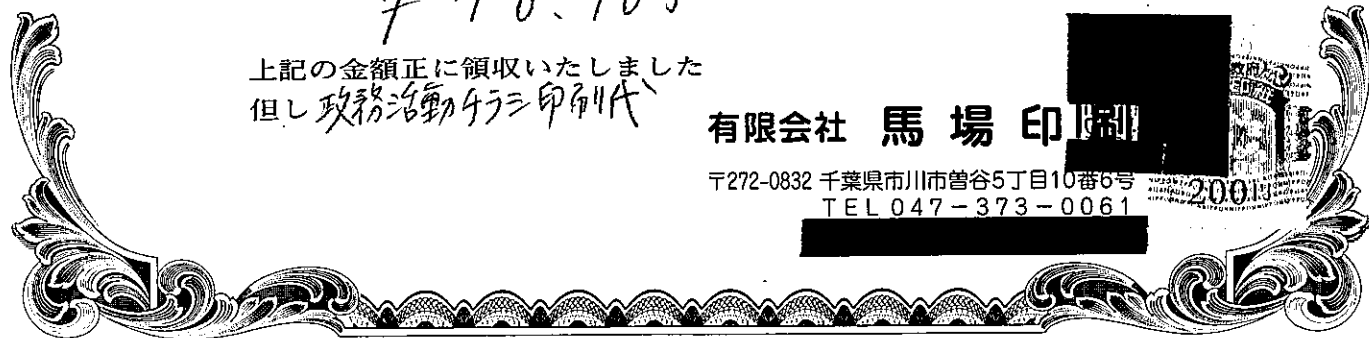 上記の金額正に領収いたしました
但し 政務活動チラシ印刷代
有限会社 馬場印刷
〒272-0832 千葉県市川市曽谷5丁目10番6号
TEL 047-373-0061
200